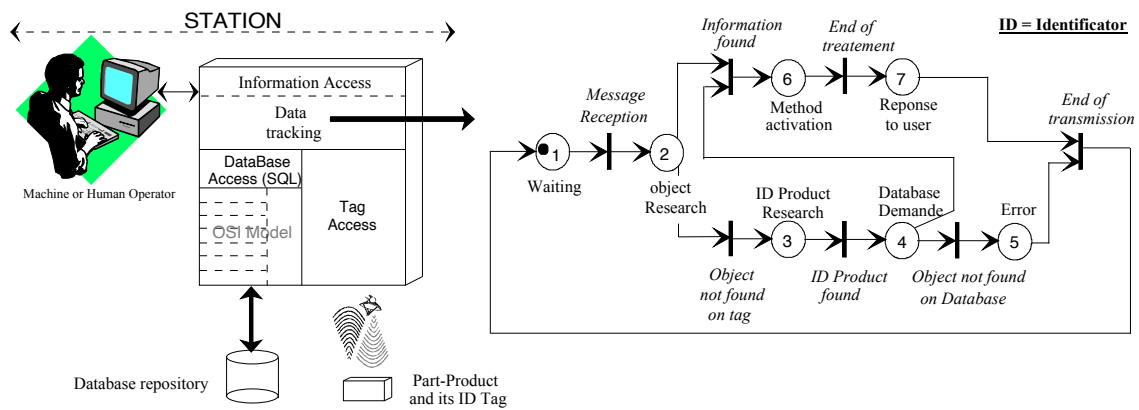 STATION
Information Access
Data
tracking
DataBase
Access (SQL)
OSI Model
Tag
Access
Machine or Human Operator
Database repository
Part-Product
and its ID Tag
ID = Identificator
Information
found
End of
treatement
6
Method
activation
7
Reponse
to user
End of
transmission
Message
Reception
1
Waiting
2
object
Research
ID Product
Research
3
Database
Demande
4
Error
5
Object
not found
on tag
ID Product
found
Object not found
on Database